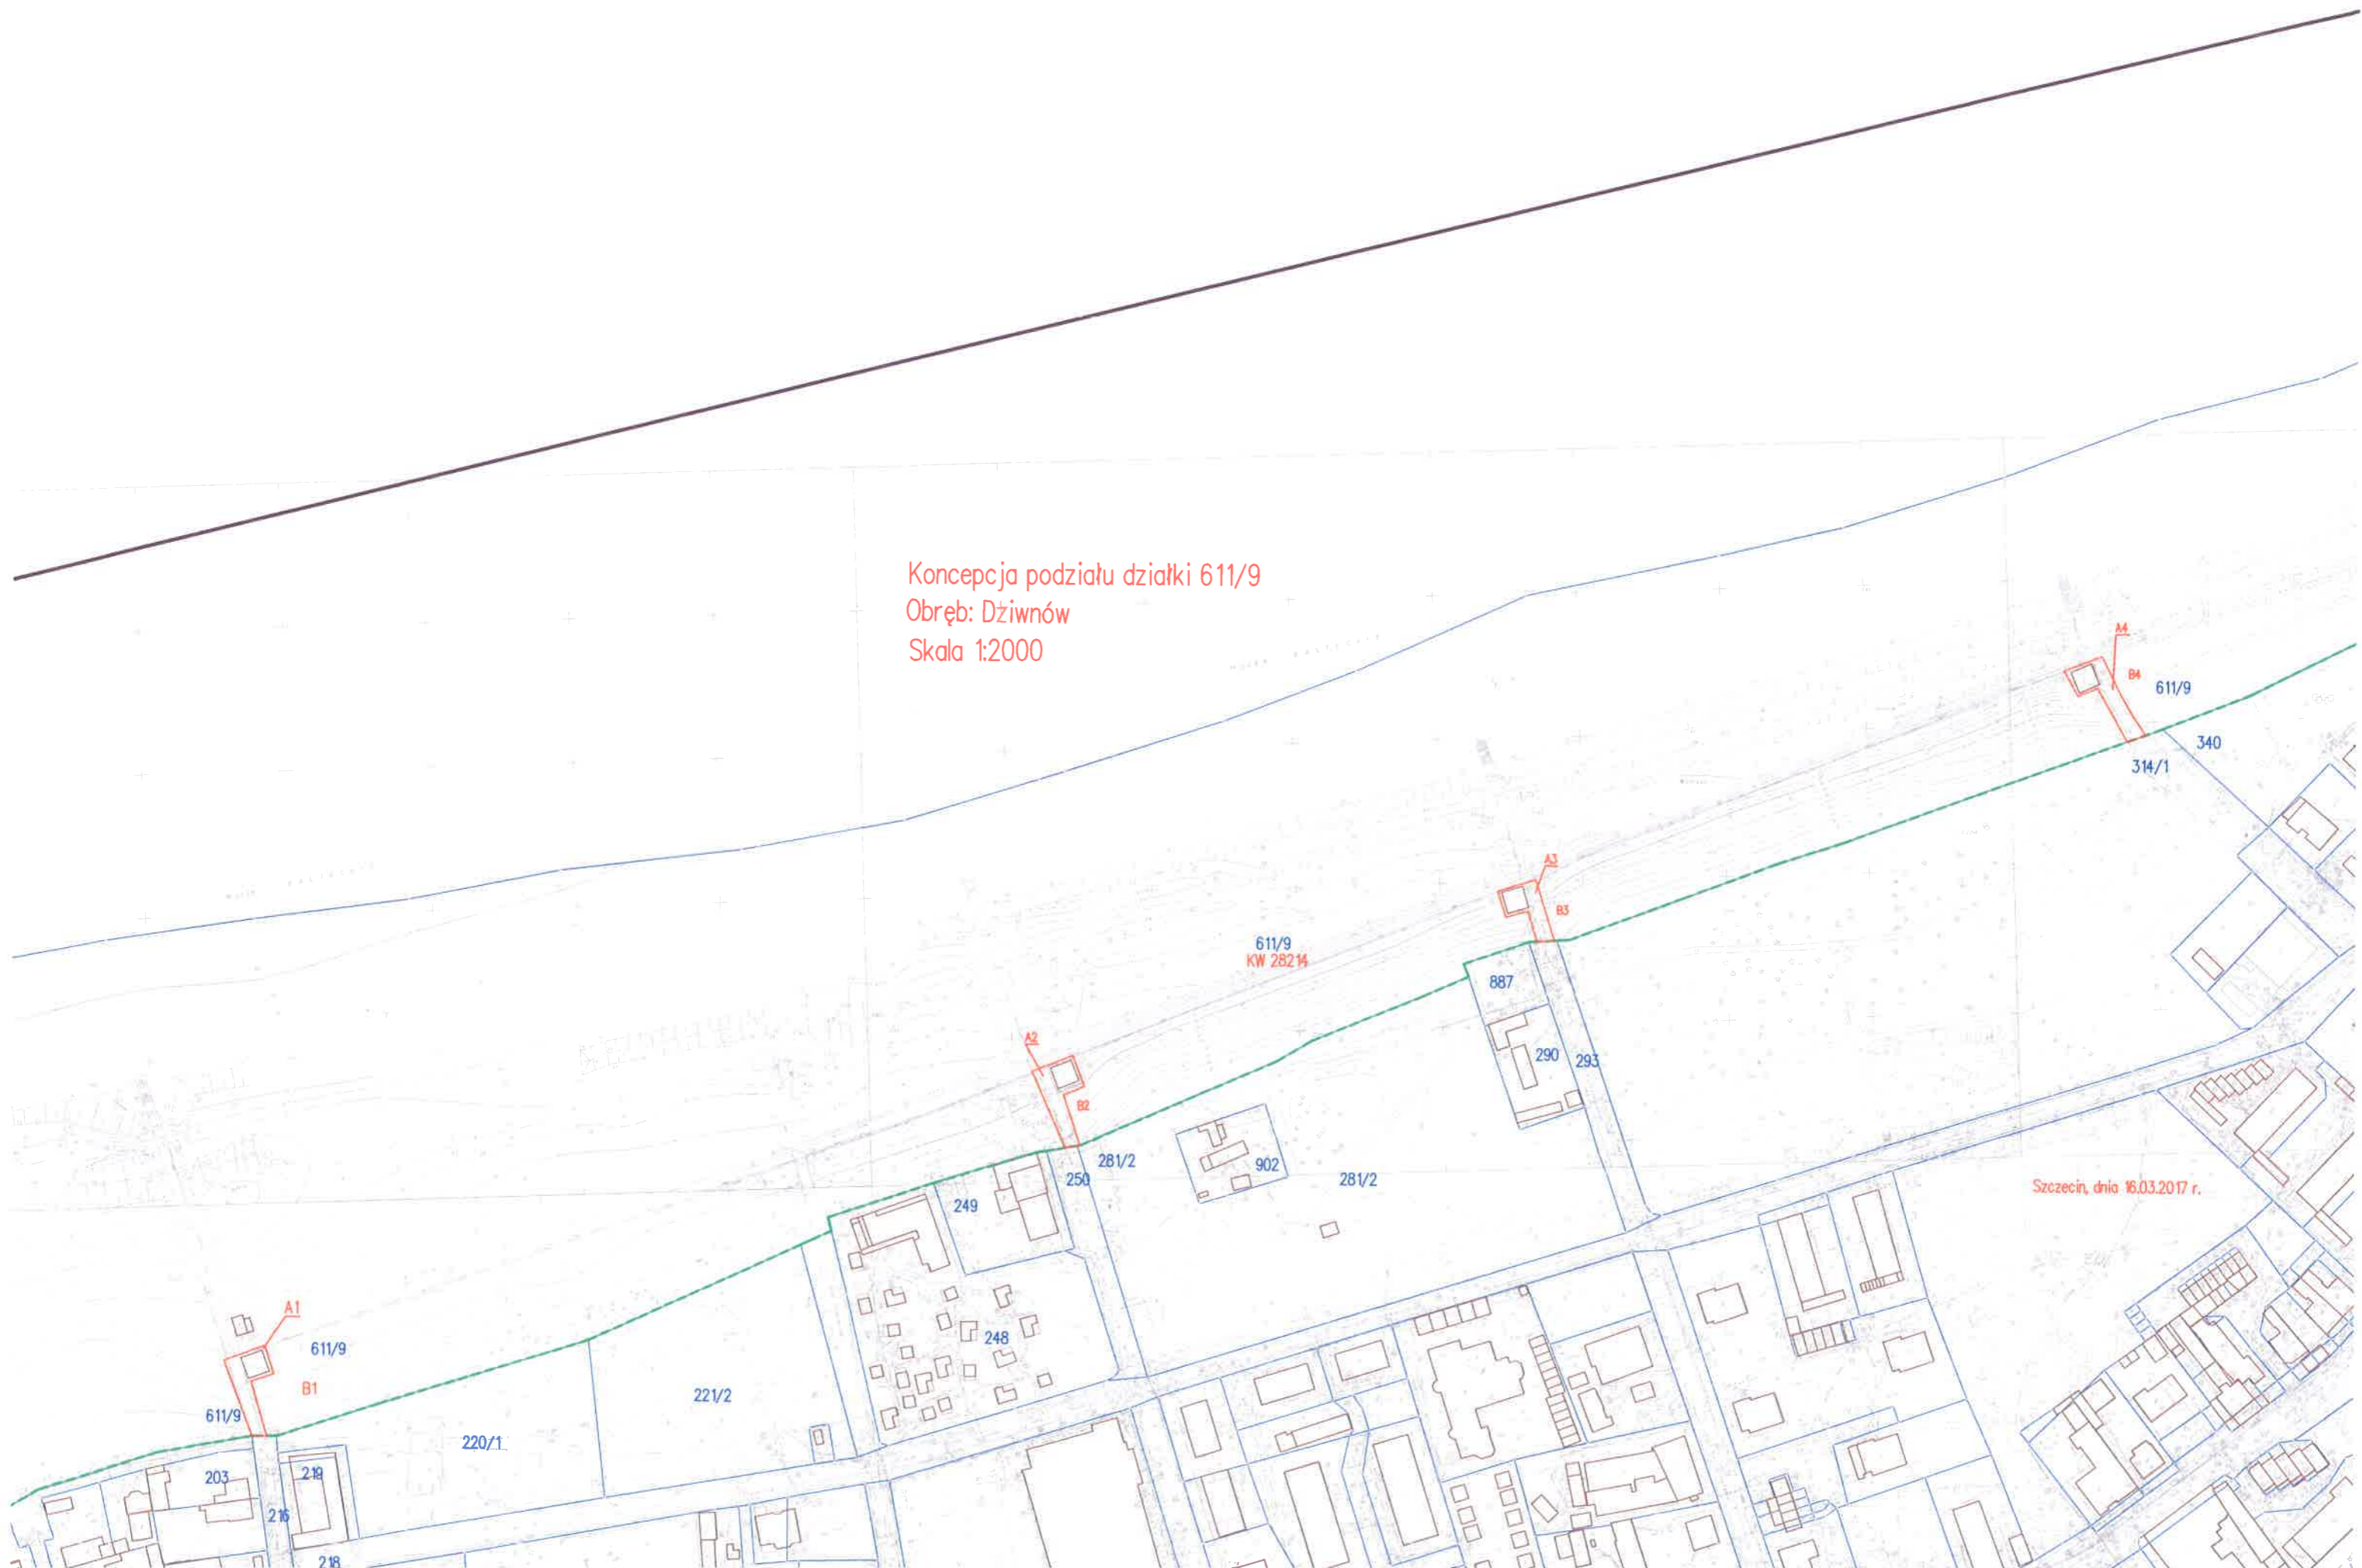 Koncepcja podziału działki 611/9
Obręb: Dżiwnów
Skala 1:2000
A4
B4
611/9
340
314/1
A3
B3
611/9
KW 28214
887
290
293
A2
B2
281/2
250
902
281/2
249
Szczecin, dnia 16.03.2017 r.
A1
611/9
B1
248
221/2
611/9
220/1
203
219
216
218